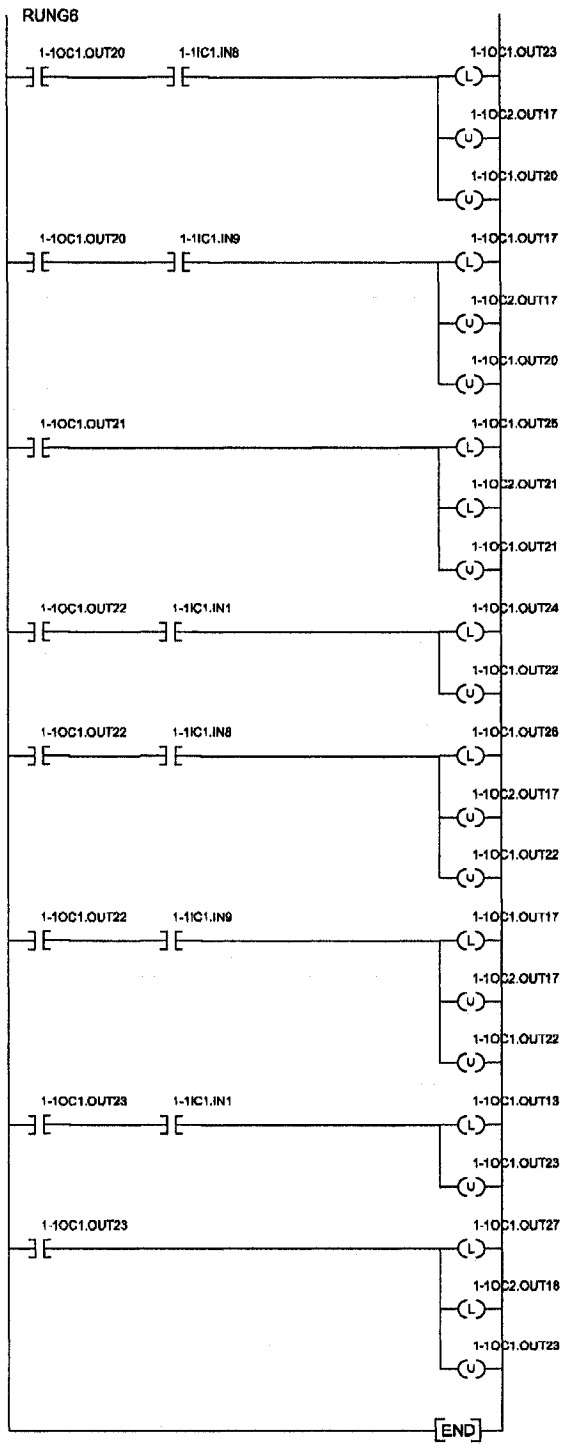 RUNG6
1-1OC1.OUT20 1-1IC1.IN8 1-1OC1.OUT23
L
1-1OC2.OUT17
U
1-1OC1.OUT20
U
1-1OC1.OUT20 1-1IC1.IN9 1-1OC1.OUT17
L
1-1OC2.OUT17
U
1-1OC1.OUT20
U
1-1OC1.OUT21 1-1OC1.OUT25
L
1-1OC2.OUT21
L
1-1OC1.OUT21
U
1-1OC1.OUT22 1-1IC1.IN1 1-1OC1.OUT24
L
1-1OC1.OUT22
U
1-1OC1.OUT22 1-1IC1.IN8 1-1OC1.OUT26
L
1-1OC2.OUT17
U
1-1OC1.OUT22
U
1-1OC1.OUT22 1-1IC1.IN9 1-1OC1.OUT17
L
1-1OC2.OUT17
U
1-1OC1.OUT22
U
1-1OC1.OUT23 1-1IC1.IN1 1-1OC1.OUT13
L
1-1OC1.OUT23
U
1-1OC1.OUT23 1-1OC1.OUT27
L
1-1OC2.OUT18
L
1-1OC1.OUT23
U
[END]